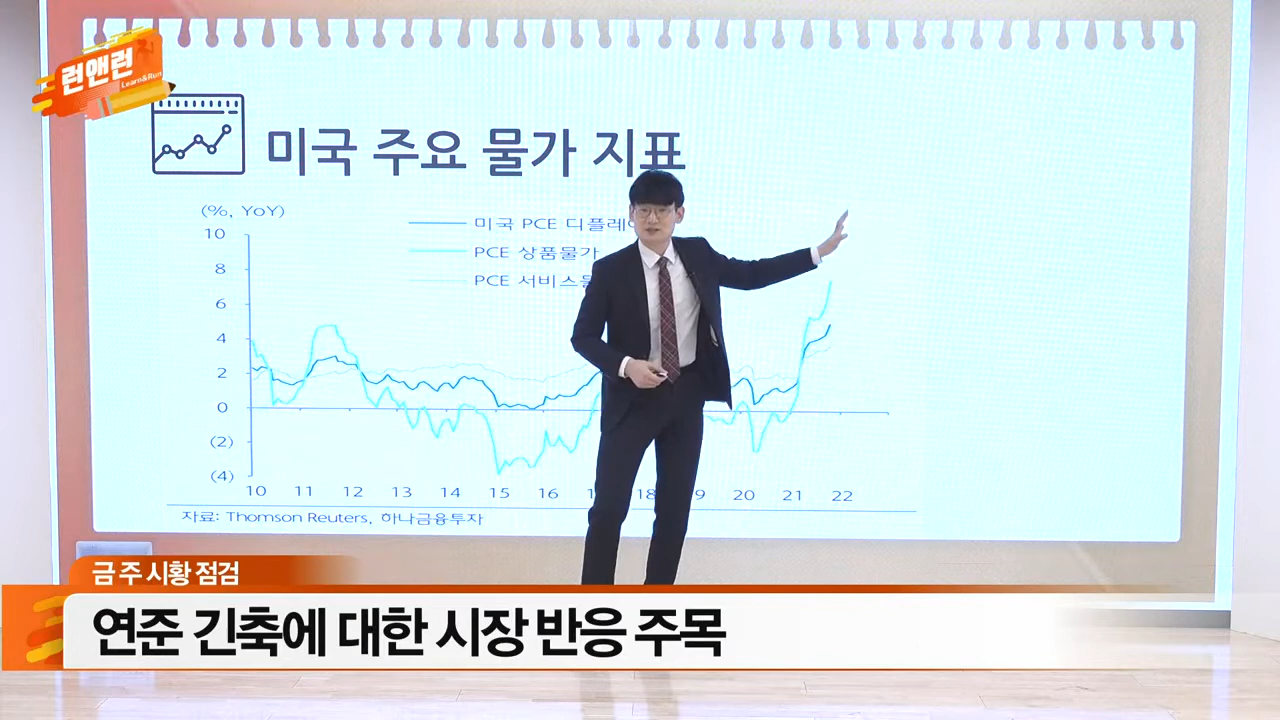 런앤런
Learn&Run
미국 주요 물가 지표
(%, YoY)
미국 PCE 디플레
PCE 상품물가
PCE 서비스
10
8
6
4
2
0
(2)
(4)
10 11 12 13 14 15 16 18 20 21 22
자료: Thomson Reuters, 하나금융투자
금주 시황 점검
연준 긴축에 대한 시장 반응 주목